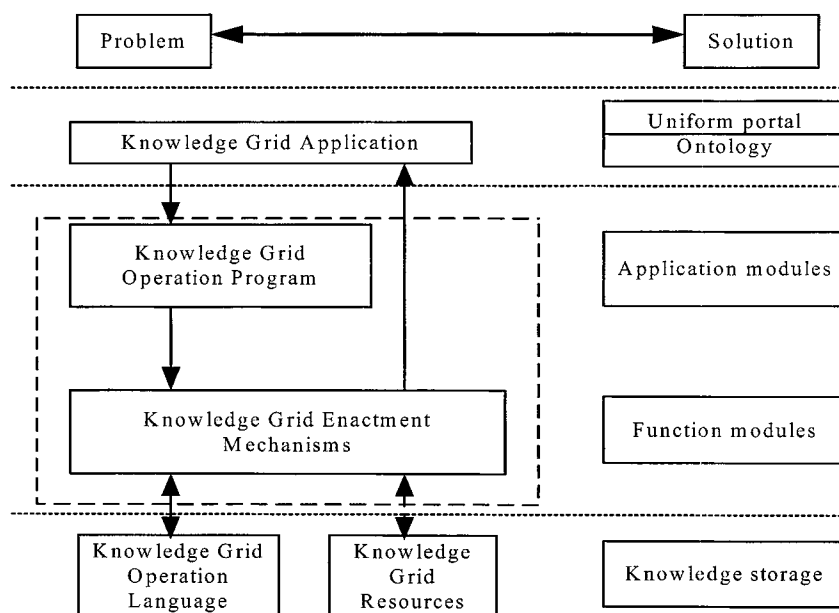 Problem
Solution
Knowledge Grid Application
Uniform portal
Ontology
Knowledge Grid
Operation Program
Application modules
Knowledge Grid Enactment
Mechanisms
Function modules
Knowledge Grid
Operation
Language
Knowledge
Grid
Resources
Knowledge storage